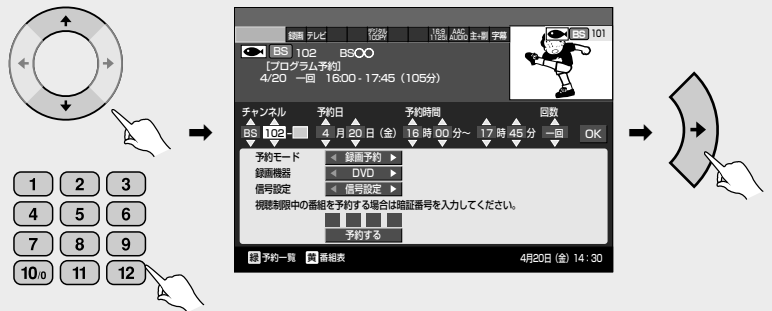 1 2 3
4 5 6
7 8 9
10/0 11 12
録画 テレビ デジタル 1COPY 16:9 1125i AAC AUDIO 主+副 字幕
BS 101
BS 102 BS〇〇
[プログラム予約]
4/20 一回 16:00 - 17:45 (105分)
チャンネル 予約日 予約時間 回数
BS 102- 4 月 20 日 (金) 16 時 00 分~ 17 時 45 分 一回 OK
予約モード 録画予約
録画機器 DVD
信号設定 信号設定
視聴制限中の番組を予約する場合は暗証番号を入力してください。
予約する
緑 予約一覧 黄 番組表 4月20日 (金) 14:30